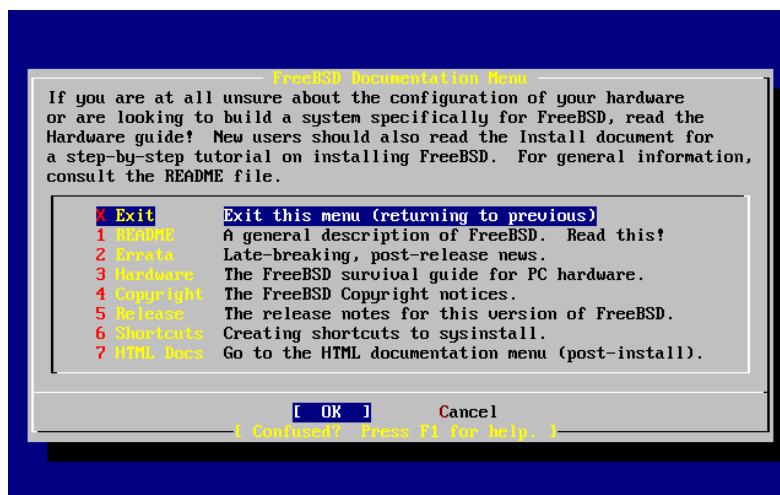 FreeBSD Documentation Menu
If you are at all unsure about the configuration of your hardware
or are looking to build a system specifically for FreeBSD, read the
Hardware guide!  New users should also read the Install document for
a step-by-step tutorial on installing FreeBSD.  For general information,
consult the README file.
X Exit Exit this menu (returning to previous)
1 README A general description of FreeBSD.  Read this!
2 Errata Late-breaking, post-release news.
3 Hardware The FreeBSD survival guide for PC hardware.
4 Copyright The FreeBSD Copyright notices.
5 Release The release notes for this version of FreeBSD.
6 Shortcuts Creating shortcuts to sysinstall.
7 HTML Docs Go to the HTML documentation menu (post-install).
[ OK ] Cancel
[ Confused?  Press F1 for help. ]